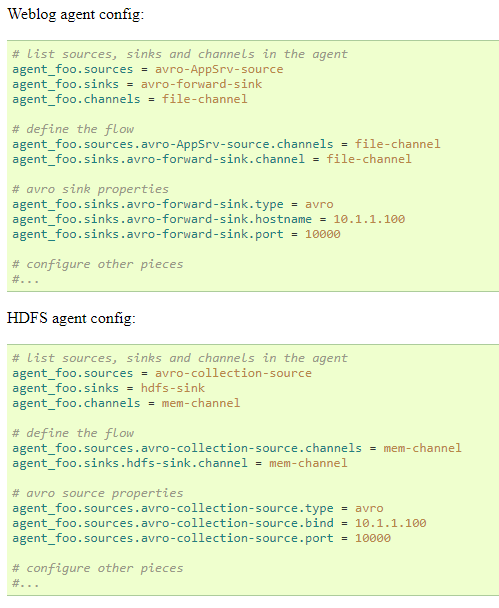 Weblog agent config:
# list sources, sinks and channels in the agent
agent_foo.sources = avro-AppSrv-source
agent_foo.sinks = avro-forward-sink
agent_foo.channels = file-channel
# define the flow
agent_foo.sources.avro-AppSrv-source.channels = file-channel
agent_foo.sinks.avro-forward-sink.channel = file-channel
# avro sink properties
agent_foo.sinks.avro-forward-sink.type = avro
agent_foo.sinks.avro-forward-sink.hostname = 10.1.1.100
agent_foo.sinks.avro-forward-sink.port = 10000
# configure other pieces
#...
HDFS agent config:
# list sources, sinks and channels in the agent
agent_foo.sources = avro-collection-source
agent_foo.sinks = hdfs-sink
agent_foo.channels = mem-channel
# define the flow
agent_foo.sources.avro-collection-source.channels = mem-channel
agent_foo.sinks.hdfs-sink.channel = mem-channel
# avro source properties
agent_foo.sources.avro-collection-source.type = avro
agent_foo.sources.avro-collection-source.bind = 10.1.1.100
agent_foo.sources.avro-collection-source.port = 10000
# configure other pieces
#...